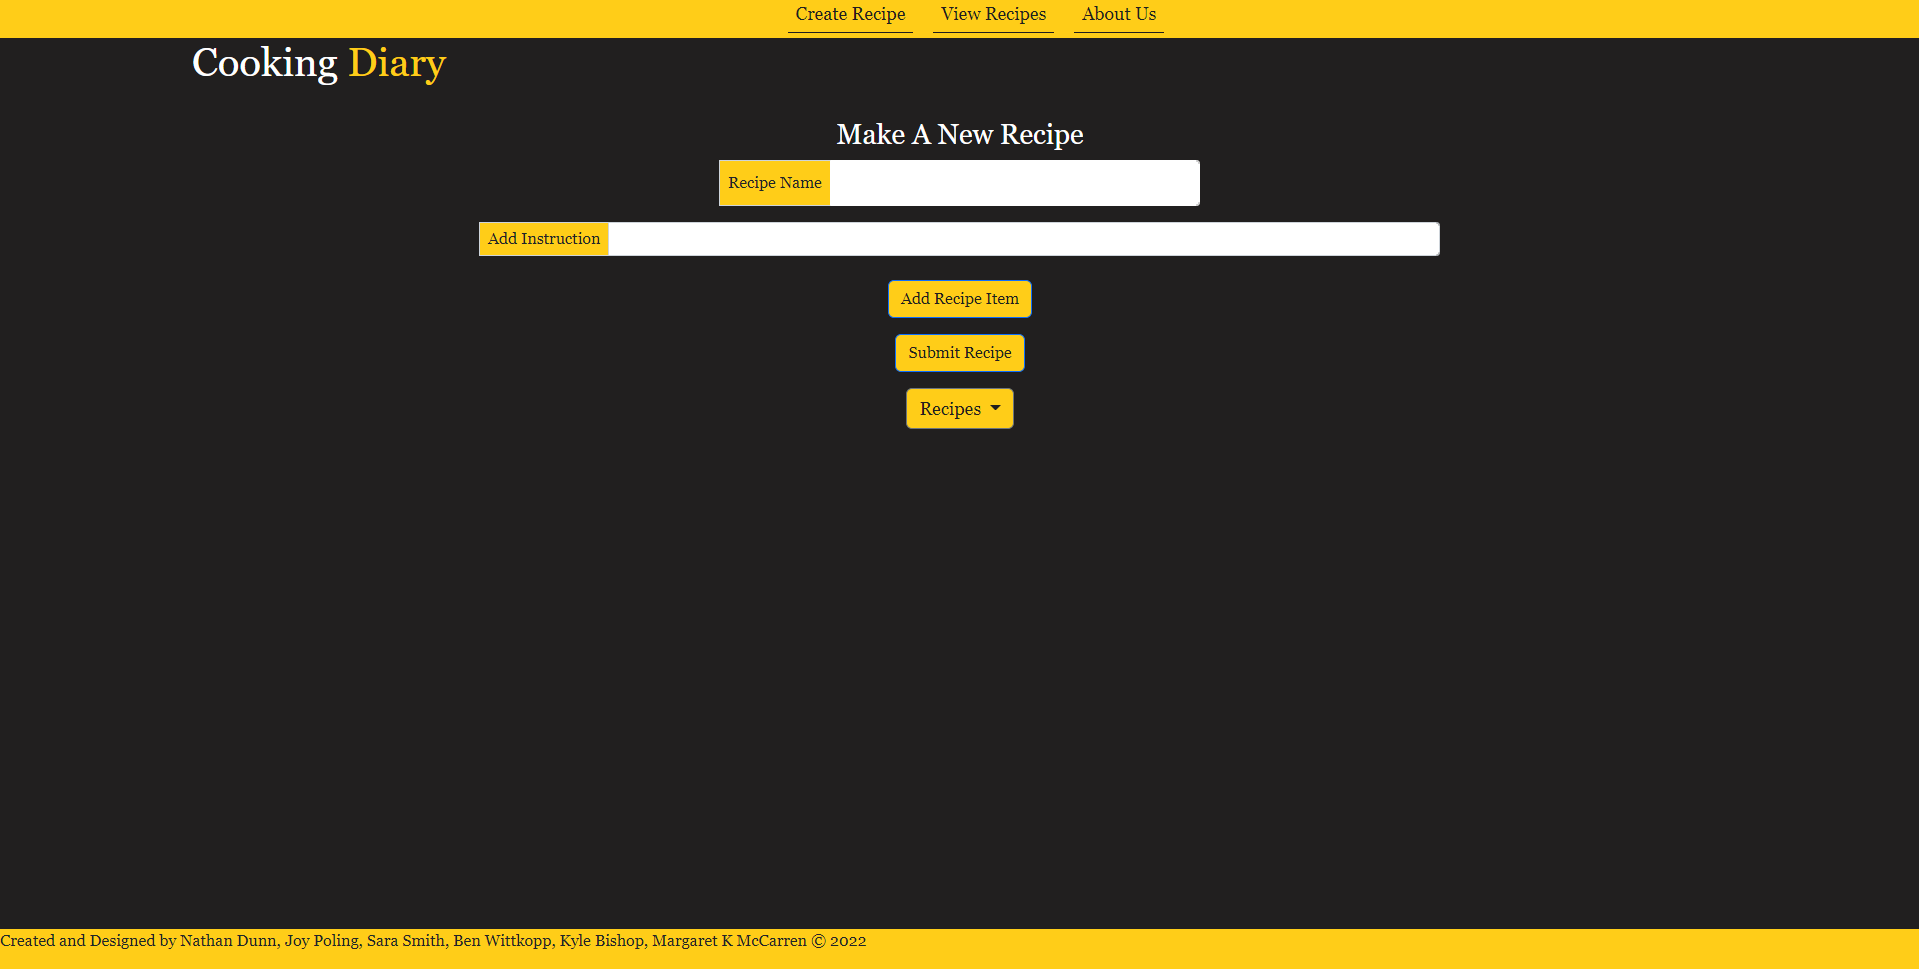 Create Recipe View Recipes About Us
Cooking Diary
Make A New Recipe
Recipe Name
Add Instruction
Add Recipe Item
Submit Recipe
Recipes
Created and Designed by Nathan Dunn, Joy Poling, Sara Smith, Ben Wittkopp, Kyle Bishop, Margaret K McCarren © 2022